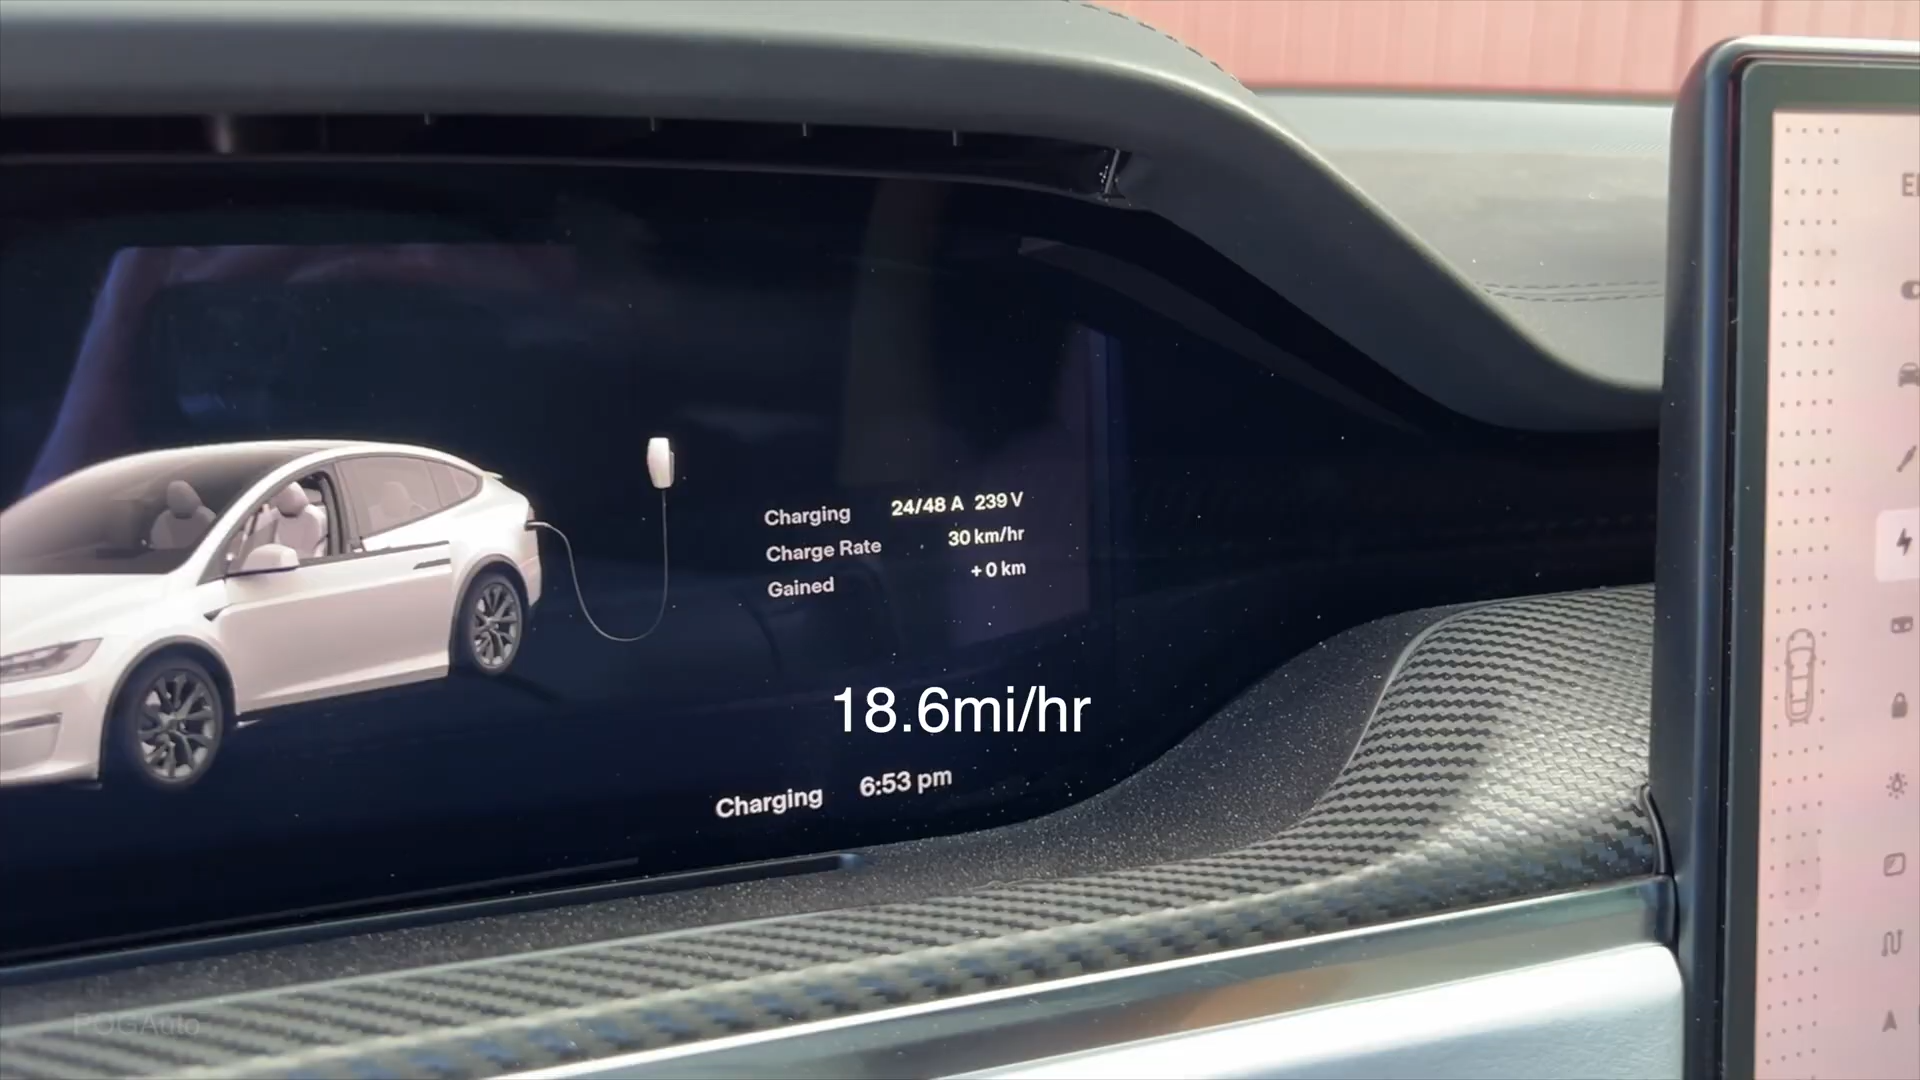 Charging 24/48 A 239 V
Charge Rate 30 km/hr
Gained + 0 km
18.6mi/hr
Charging 6:53 pm
POGAuto